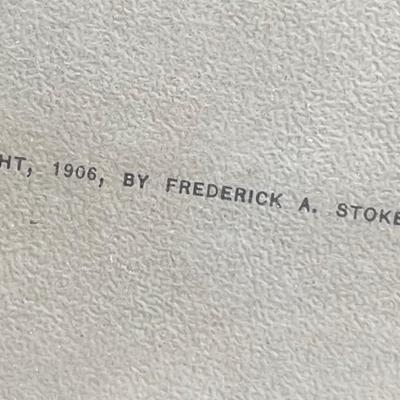 HT, 1906, BY FREDERICK A. STOKE